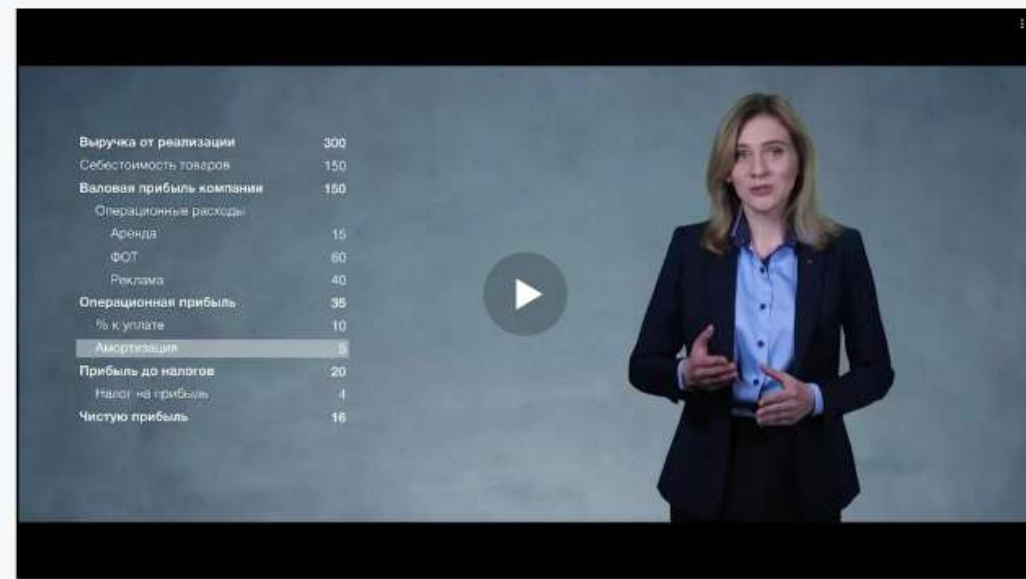 Выручка от реализации 300
Себестоимость товаров 150
Валовая прибыль компании 150
Операционные расходы
Аренда 15
ФОТ 60
Реклама 40
Операционная прибыль 35
% к уплате 10
Амортизация 5
Прибыль до налогов 20
Налог на прибыль 4
Чистую прибыль 16